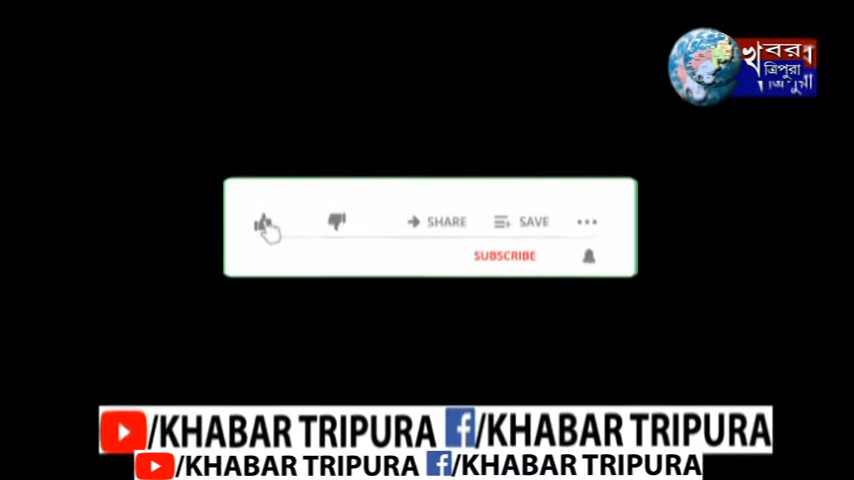 খবর
ত্রিপুরা
SHARE SAVE
SUBSCRIBE
/KHABAR TRIPURA /KHABAR TRIPURA
/KHABAR TRIPURA /KHABAR TRIPURA